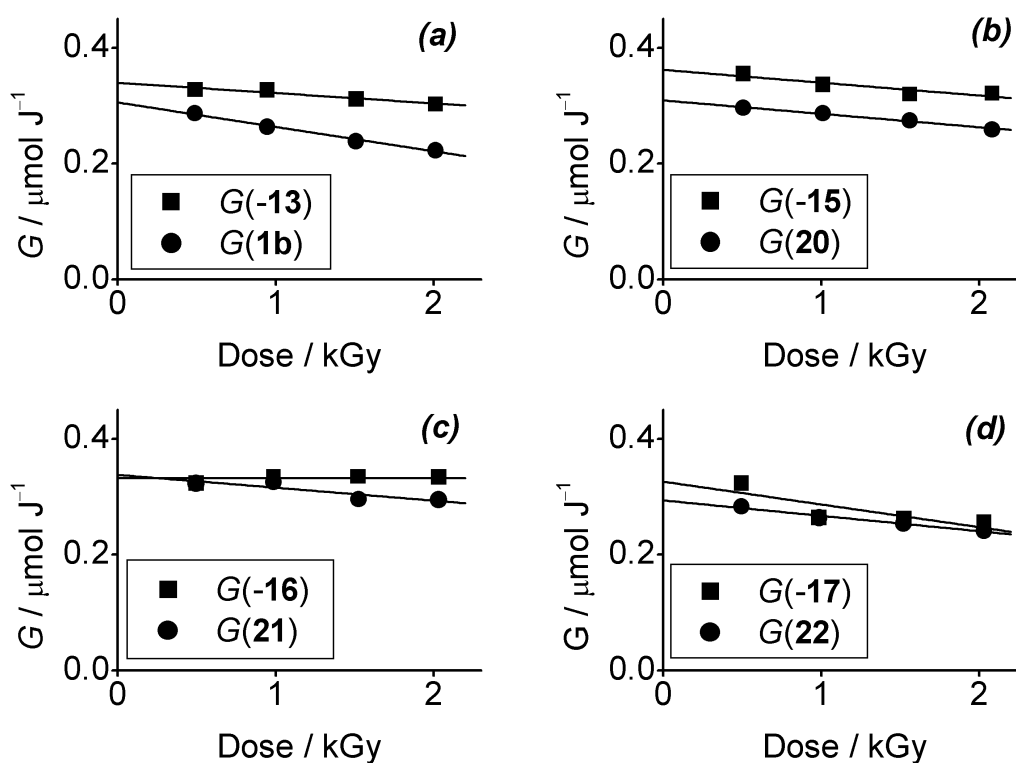 (a)
G / μmol J⁻¹
0.4
0.2
0.0
G(-13)
G(1b)
0 1 2
Dose / kGy
(b)
G / μmol J⁻¹
0.4
0.2
0.0
G(-15)
G(20)
0 1 2
Dose / kGy
(c)
G / μmol J⁻¹
0.4
0.2
0.0
G(-16)
G(21)
0 1 2
Dose / kGy
(d)
G / μmol J⁻¹
0.4
0.2
0.0
G(-17)
G(22)
0 1 2
Dose / kGy